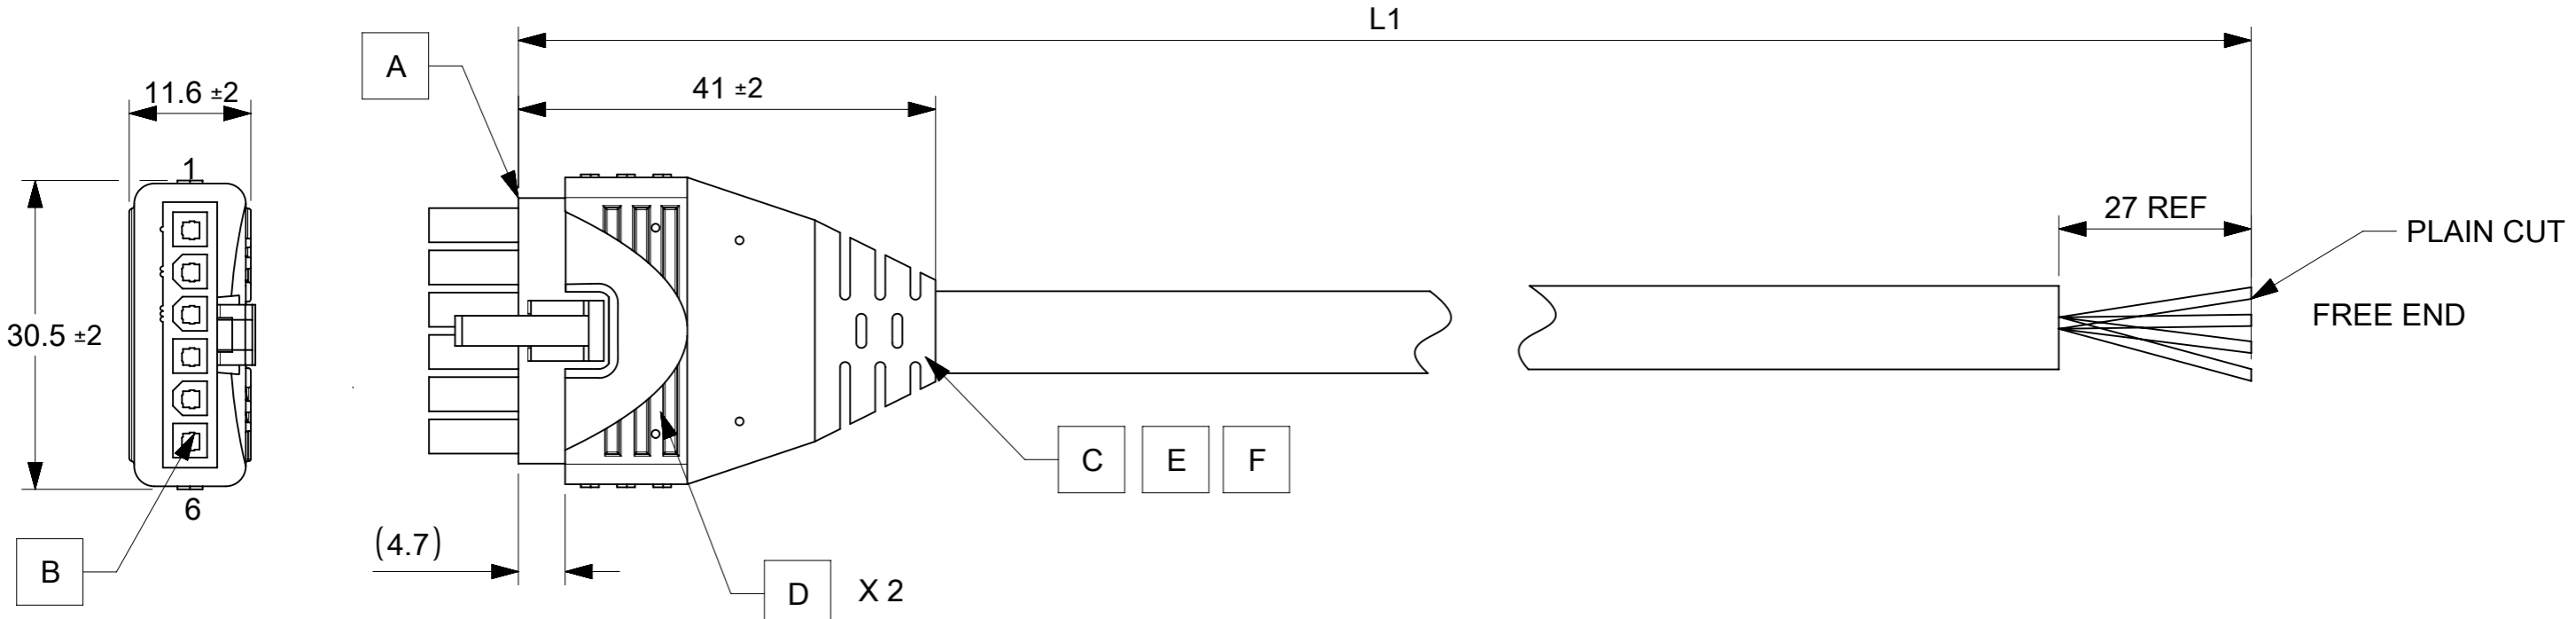 L1
A
41 ±2
11.6 ±2
1
27 REF
PLAIN CUT
FREE END
30.5 ±2
C E F
6
(4.7)
B
D X 2